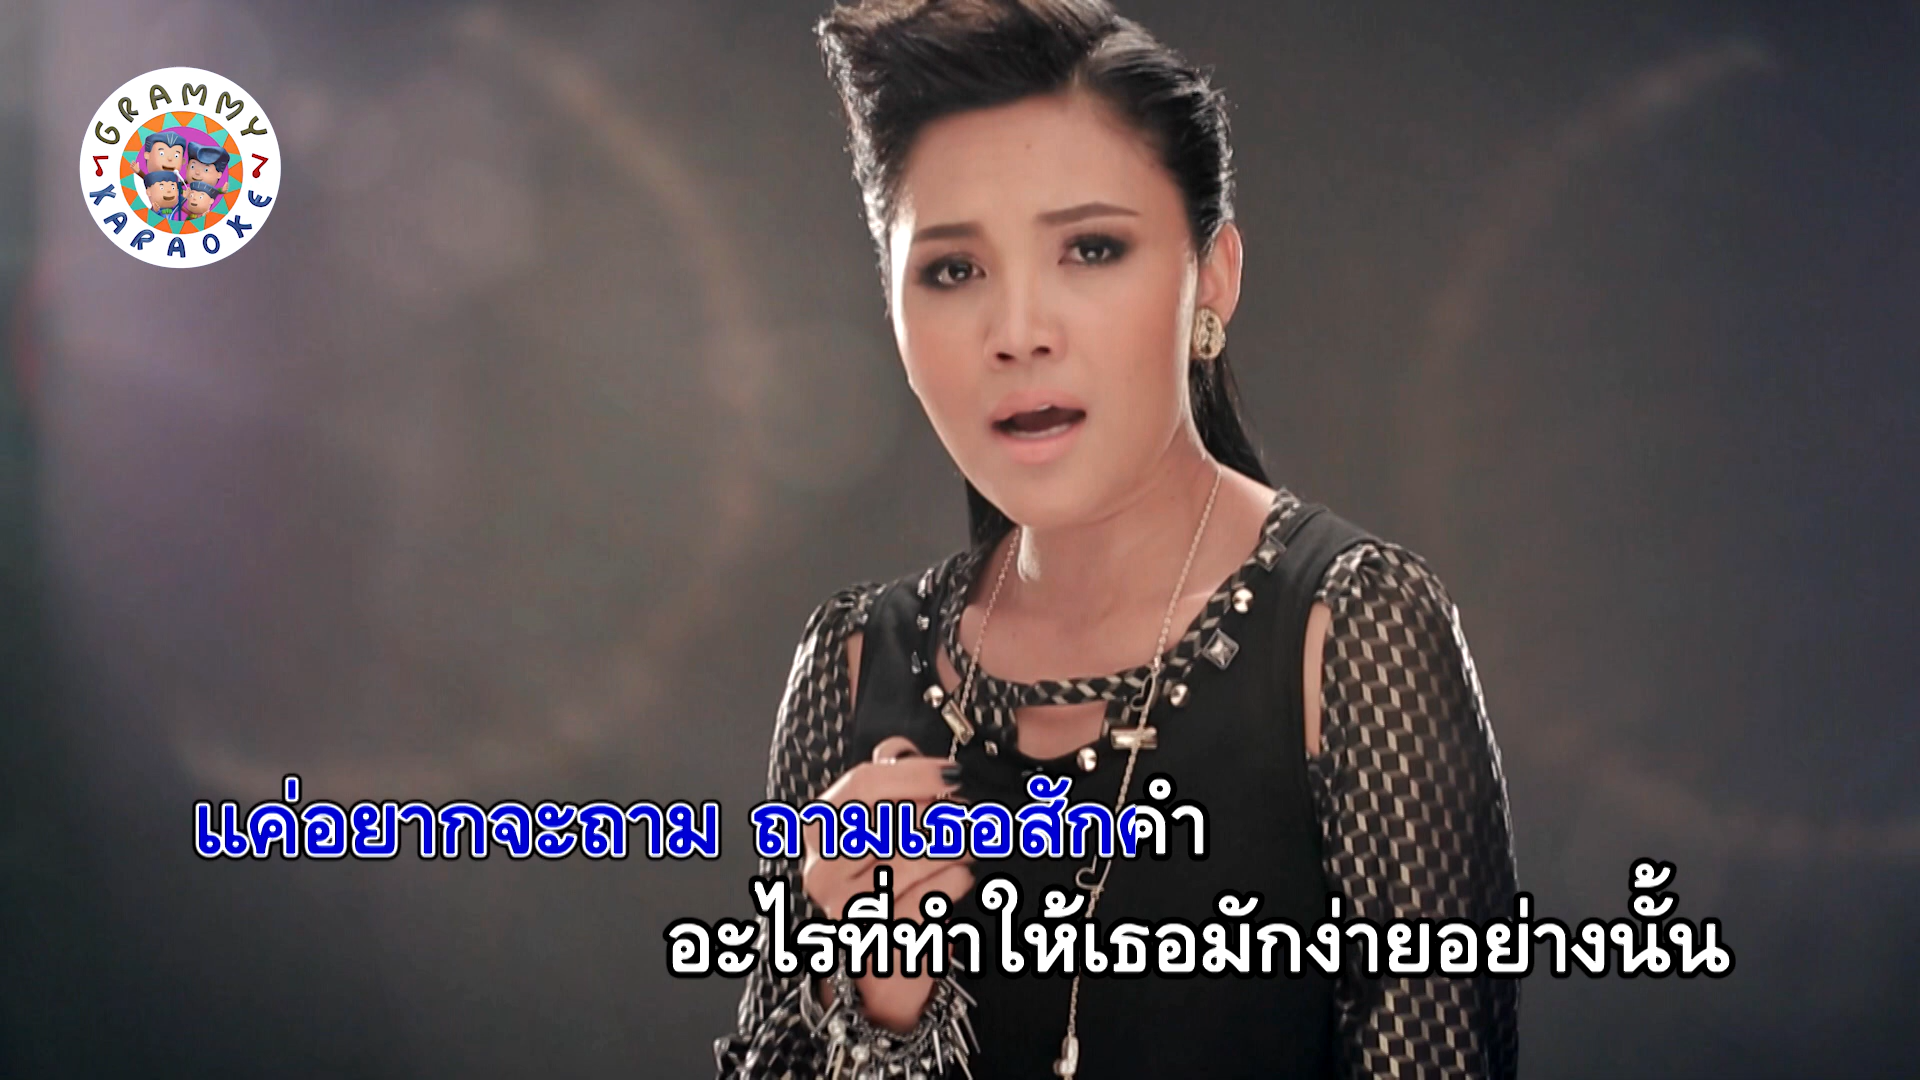 GRAMMY
KARAOKE
แค่อยากจะถาม ถามเธอสักคำ
อะไรที่ทำให้เธอมักง่ายอย่างนั้น